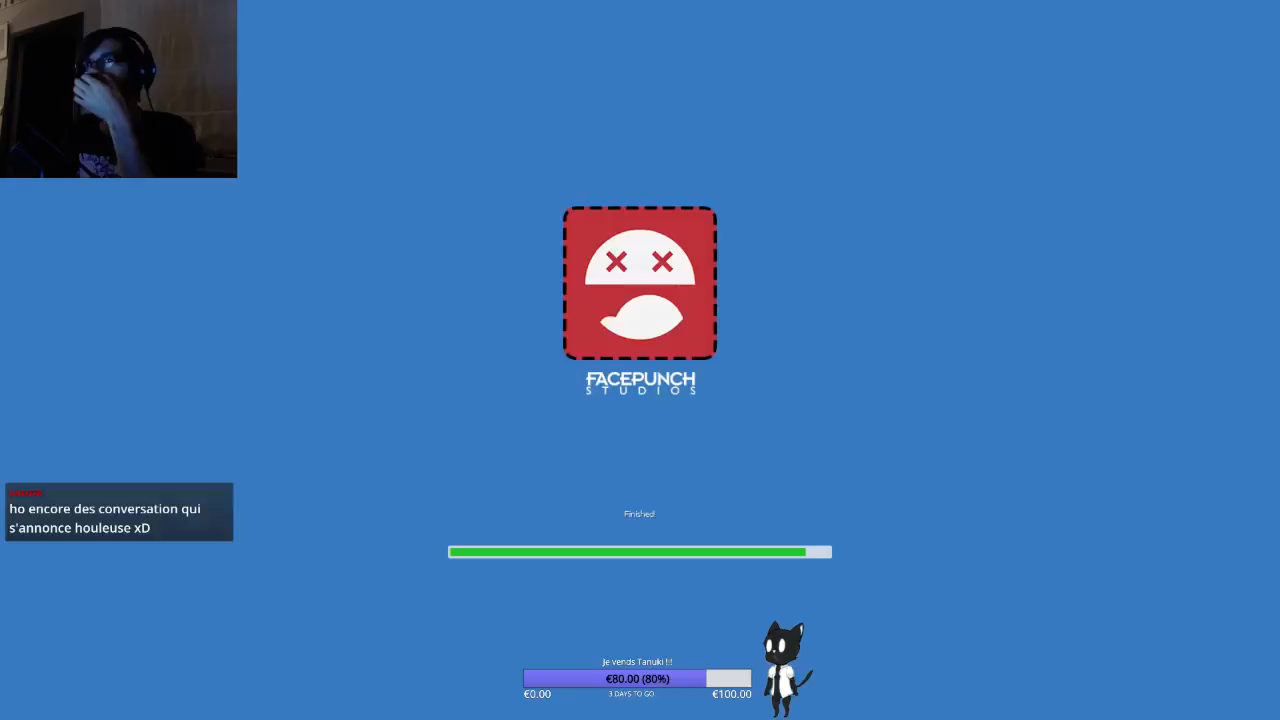 FACEPUNCH
STUDIOS
ho encore des conversation qui
s'annonce houleuse xD
Finished
Je vends Tanuki !!!
€80.00 (80%)
€0.00
3 DAYS TO GO
€100.00